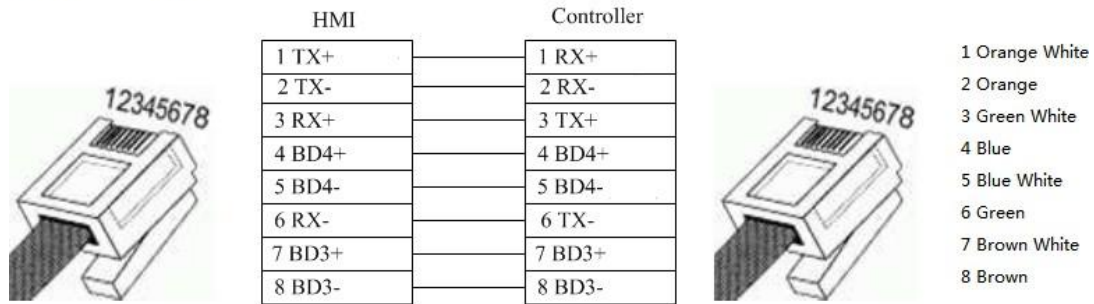 HMI
Controller
12345678
1 TX+
2 TX-
3 RX+
4 BD4+
5 BD4-
6 RX-
7 BD3+
8 BD3-
1 RX+
2 RX-
3 TX+
4 BD4+
5 BD4-
6 TX-
7 BD3+
8 BD3-
12345678
1 Orange White
2 Orange
3 Green White
4 Blue
5 Blue White
6 Green
7 Brown White
8 Brown